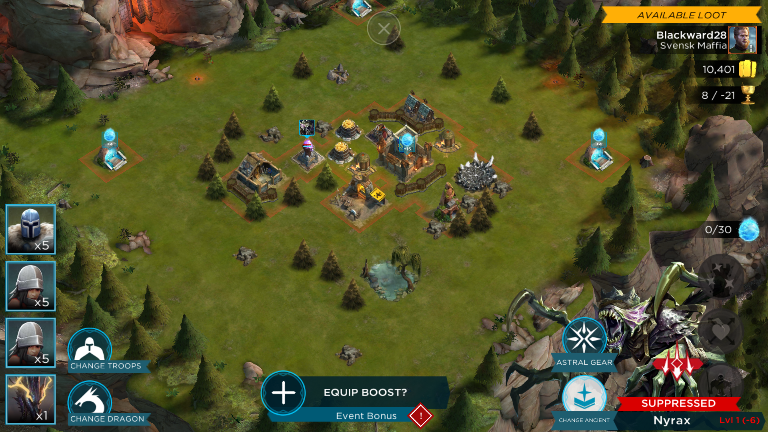 AVAILABLE LOOT
Blackward28
Svensk Maffia
10,401
8 / -21
0/30
x5
x5
x5
x1
CHANGE TROOPS
CHANGE DRAGON
EQUIP BOOST?
Event Bonus
!
ASTRAL GEAR
CHANGE ANCIENT
SUPPRESSED
Nyrax
Lvl 1 (-6)